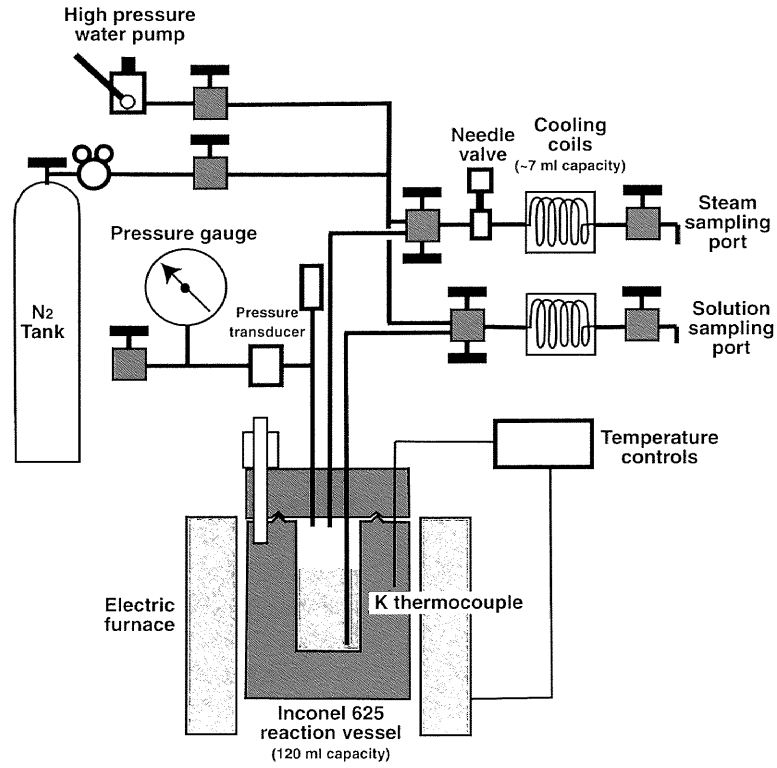 High pressure
water pump
Needle
valve
Cooling
coils
(~7 ml capacity)
Steam
sampling
port
Pressure gauge
N2
Tank
Pressure
transducer
Solution
sampling
port
Temperature
controls
Electric
furnace
K thermocouple
Inconel 625
reaction vessel
(120 ml capacity)